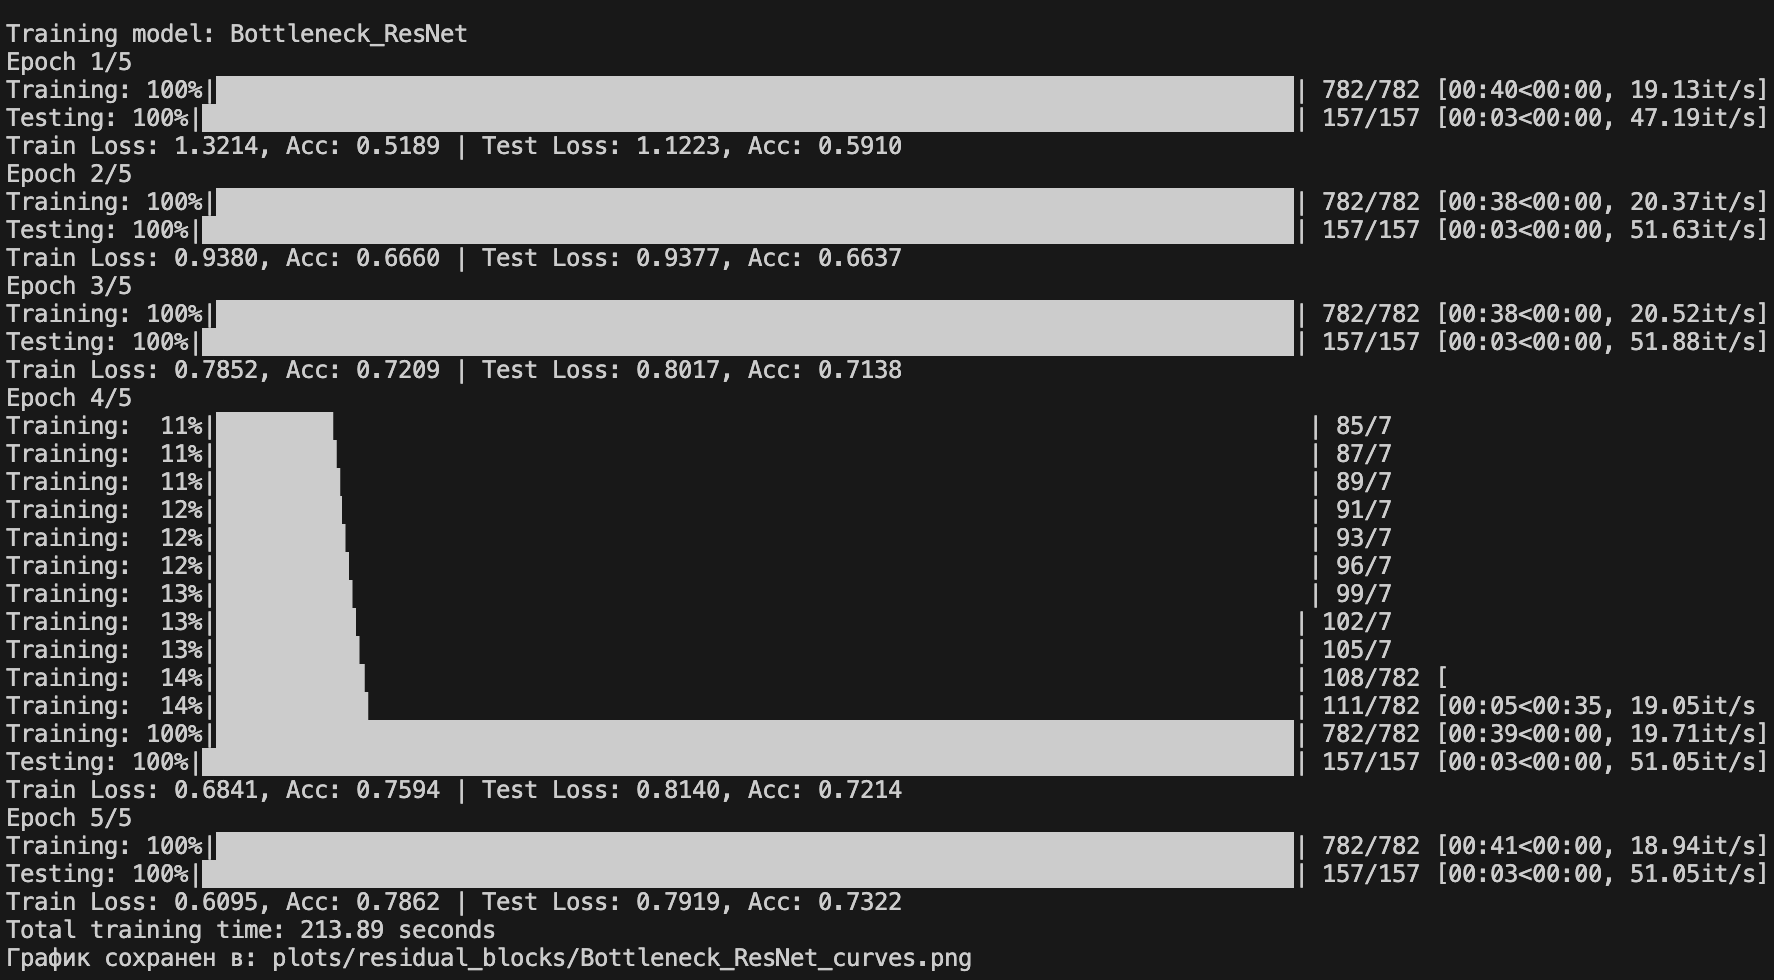 Training model: Bottleneck_ResNet
Epoch 1/5
Training: 100%|| 782/782 [00:40<00:00, 19.13it/s]
Testing: 100%|| 157/157 [00:03<00:00, 47.19it/s]
Train Loss: 1.3214, Acc: 0.5189 | Test Loss: 1.1223, Acc: 0.5910
Epoch 2/5
Training: 100%|| 782/782 [00:38<00:00, 20.37it/s]
Testing: 100%|| 157/157 [00:03<00:00, 51.63it/s]
Train Loss: 0.9380, Acc: 0.6660 | Test Loss: 0.9377, Acc: 0.6637
Epoch 3/5
Training: 100%|| 782/782 [00:38<00:00, 20.52it/s]
Testing: 100%|| 157/157 [00:03<00:00, 51.88it/s]
Train Loss: 0.7852, Acc: 0.7209 | Test Loss: 0.8017, Acc: 0.7138
Epoch 4/5
Training: 11%|| 85/7
Training: 11%|| 87/7
Training: 11%|| 89/7
Training: 12%|| 91/7
Training: 12%|| 93/7
Training: 12%|| 96/7
Training: 13%|| 99/7
Training: 13%|| 102/7
Training: 13%|| 105/7
Training: 14%|| 108/782 [
Training: 14%|| 111/782 [00:05<00:35, 19.05it/s
Training: 100%|| 782/782 [00:39<00:00, 19.71it/s]
Testing: 100%|| 157/157 [00:03<00:00, 51.05it/s]
Train Loss: 0.6841, Acc: 0.7594 | Test Loss: 0.8140, Acc: 0.7214
Epoch 5/5
Training: 100%|| 782/782 [00:41<00:00, 18.94it/s]
Testing: 100%|| 157/157 [00:03<00:00, 51.05it/s]
Train Loss: 0.6095, Acc: 0.7862 | Test Loss: 0.7919, Acc: 0.7322
Total training time: 213.89 seconds
График сохранен в: plots/residual_blocks/Bottleneck_ResNet_curves.png